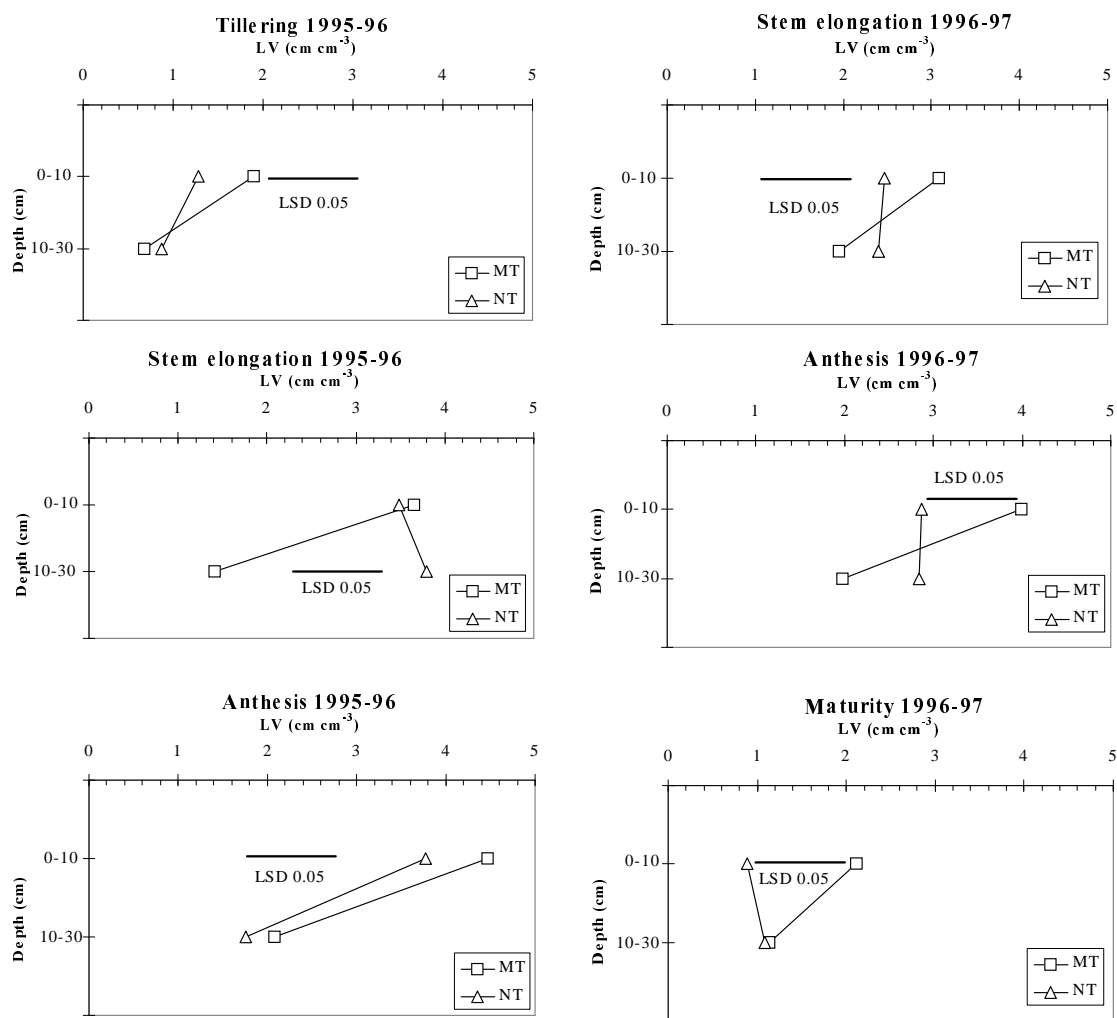 Tillering 1995-96
LV (cm cm-3)
0 1 2 3 4 5
0-10
10-30
Depth (cm)
LSD 0.05
MT
NT
Stem elongation 1996-97
LV (cm cm-3)
0 1 2 3 4 5
0-10
10-30
Depth (cm)
LSD 0.05
MT
NT
Stem elongation 1995-96
LV (cm cm-3)
0 1 2 3 4 5
0-10
10-30
Depth (cm)
LSD 0.05
MT
NT
Anthesis 1996-97
LV (cm cm-3)
0 1 2 3 4 5
LSD 0.05
0-10
10-30
Depth (cm)
MT
NT
Anthesis 1995-96
LV (cm cm-3)
0 1 2 3 4 5
0-10
10-30
Depth (cm)
LSD 0.05
MT
NT
Maturity 1996-97
LV (cm cm-3)
0 1 2 3 4 5
0-10
10-30
Depth (cm)
LSD 0.05
MT
NT